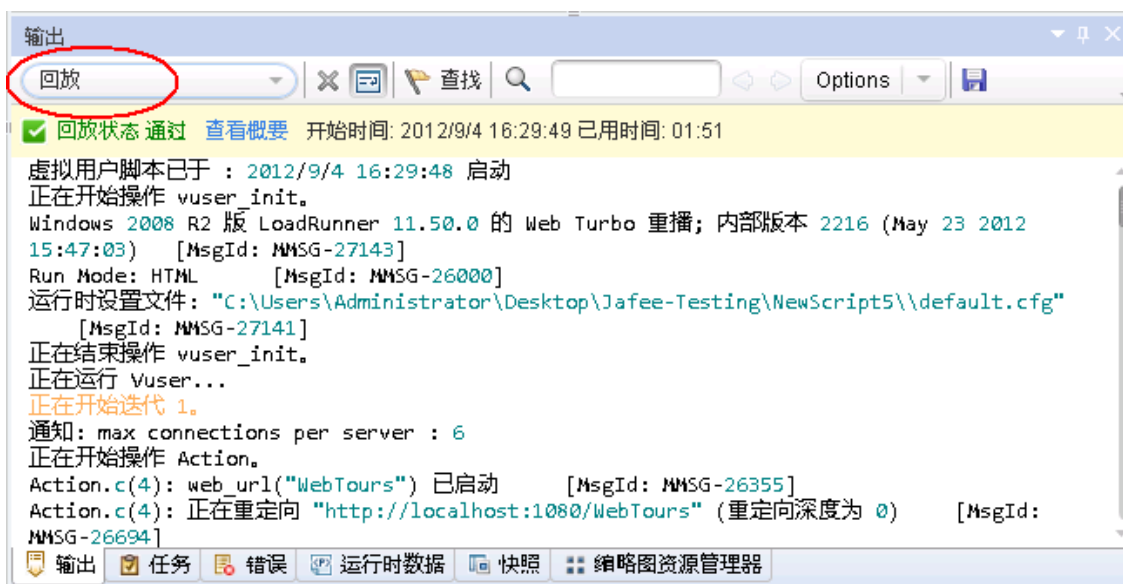 输出
回放 查找 Options
回放状态 通过 查看概要 开始时间: 2012/9/4 16:29:49 已用时间: 01:51
虚拟用户脚本已于 : 2012/9/4 16:29:48 启动
正在开始操作 vuser_init。
Windows 2008 R2 版 LoadRunner 11.50.0 的 Web Turbo 重播; 内部版本 2216 (May 23 2012
15:47:03) [MsgId: MMSG-27143]
Run Mode: HTML [MsgId: MMSG-26000]
运行时设置文件: "C:\Users\Administrator\Desktop\Jafee-Testing\NewScript5\\default.cfg"
[MsgId: MMSG-27141]
正在结束操作 vuser_init。
正在运行 Vuser...
正在开始迭代 1。
通知: max connections per server : 6
正在开始操作 Action。
Action.c(4): web_url("WebTours") 已启动 [MsgId: MMSG-26355]
Action.c(4): 正在重定向 "http://localhost:1080/WebTours" (重定向深度为 0) [MsgId:
MMSG-26694]
输出 任务 错误 运行时数据 快照 缩略图资源管理器